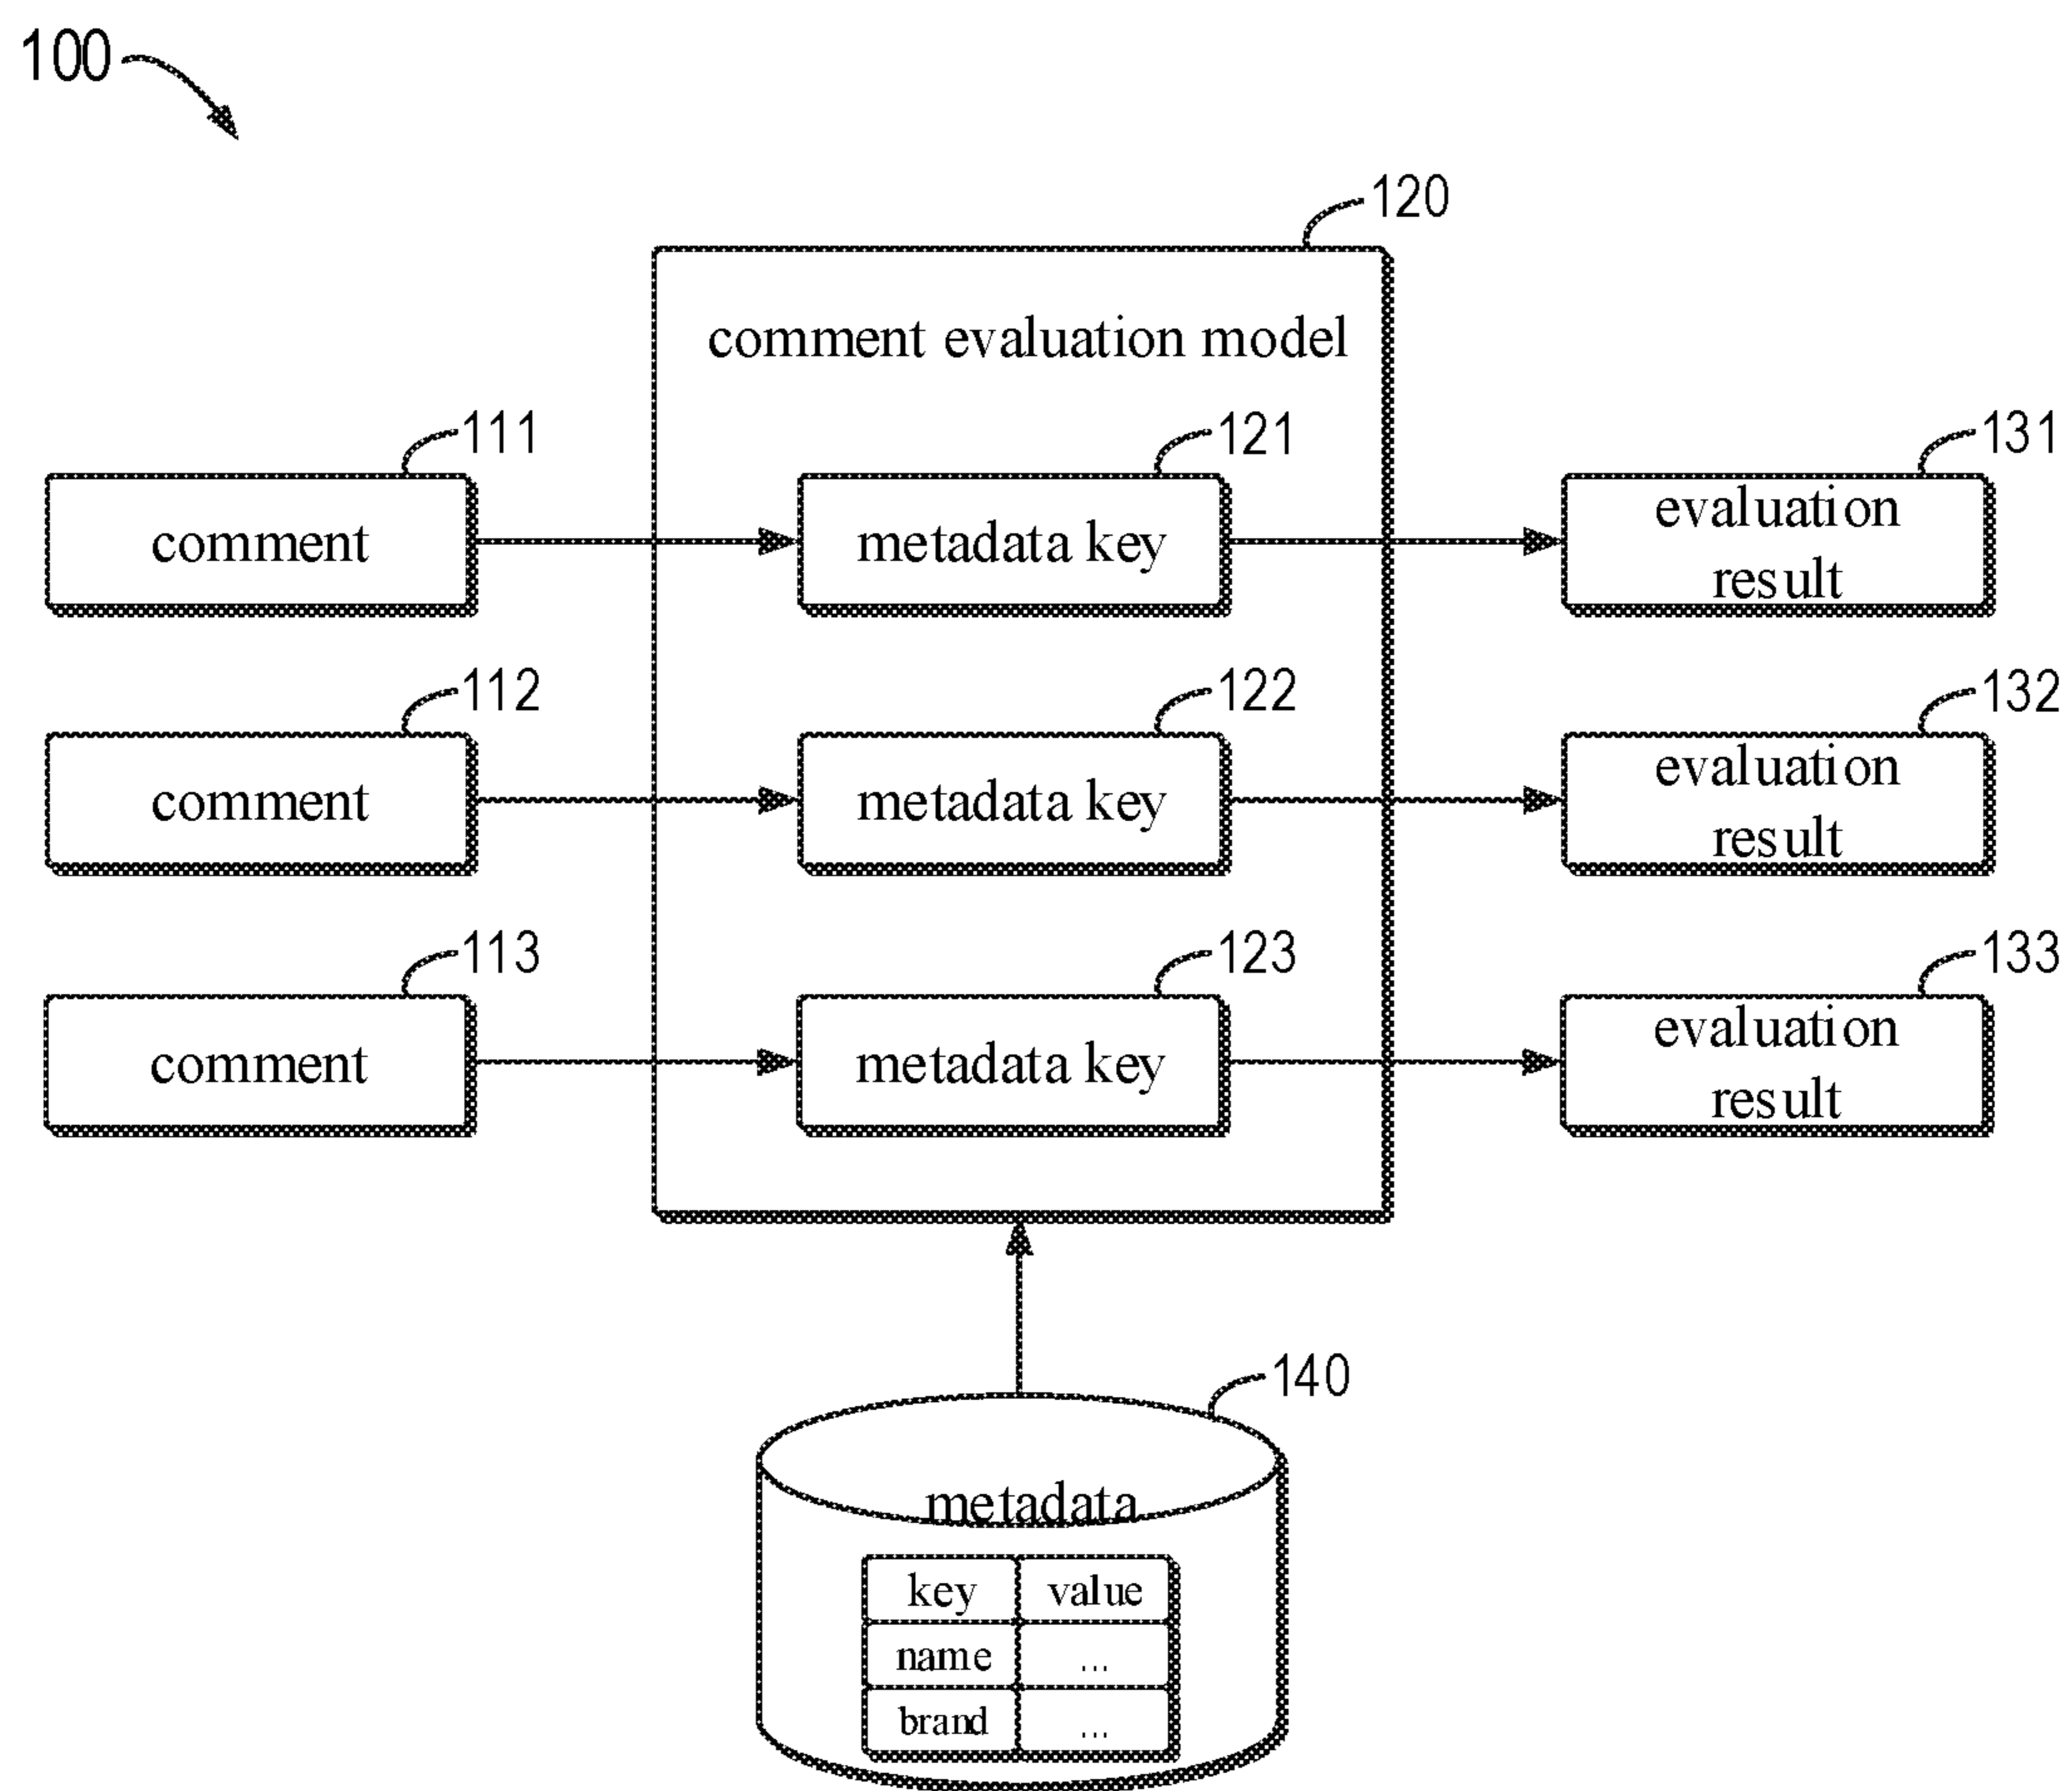 100
120
comment evaluation model
111
121
131
comment
metadata key
evaluation
result
112
122
132
comment
metadata key
evaluation
result
113
123
133
comment
metadata key
evaluation
result
140
metadata
key value
name ...
brand ...